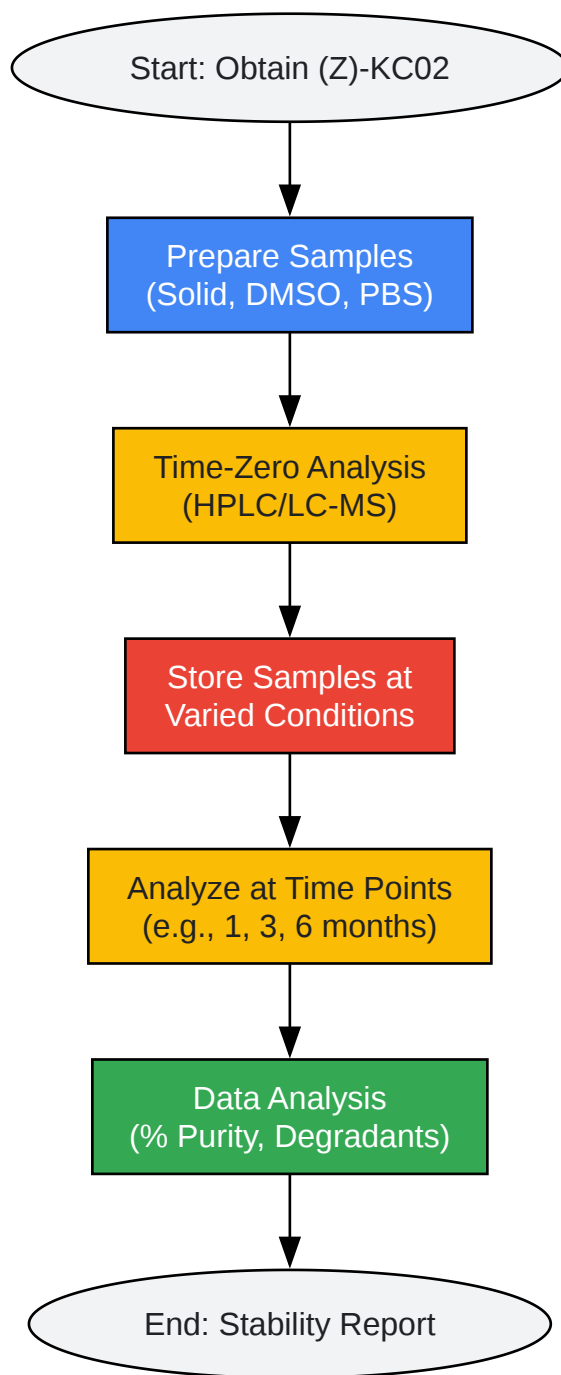 Start: Obtain (Z)-KC02
Prepare Samples
(Solid, DMSO, PBS)
Time-Zero Analysis
(HPLC/LC-MS)
Store Samples at
Varied Conditions
Analyze at Time Points
(e.g., 1, 3, 6 months)
Data Analysis
(% Purity, Degradants)
End: Stability Report